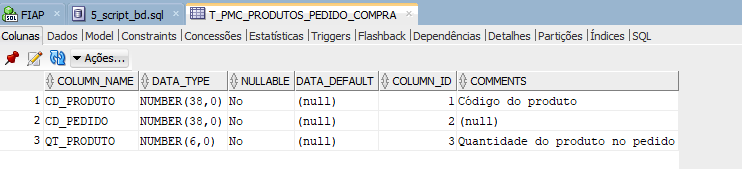 FIAP 5_script_bd.sql T_PMC_PRODUTOS_PEDIDO_COMPRA
Colunas Dados Model Constraints Concessões Estatísticas Triggers Flashback Dependências Detalhes Partições Índices SQL
Ações...
COLUMN_NAME DATA_TYPE NULLABLE DATA_DEFAULT COLUMN_ID COMMENTS
1 CD_PRODUTO NUMBER(38,0) No (null) 1 Código do produto
2 CD_PEDIDO NUMBER(38,0) No (null) 2 (null)
3 QT_PRODUTO NUMBER(6,0) No (null) 3 Quantidade do produto no pedido